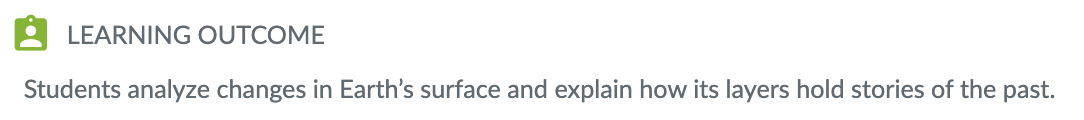 LEARNING OUTCOME
Students analyze changes in Earth’s surface and explain how its layers hold stories of the past.